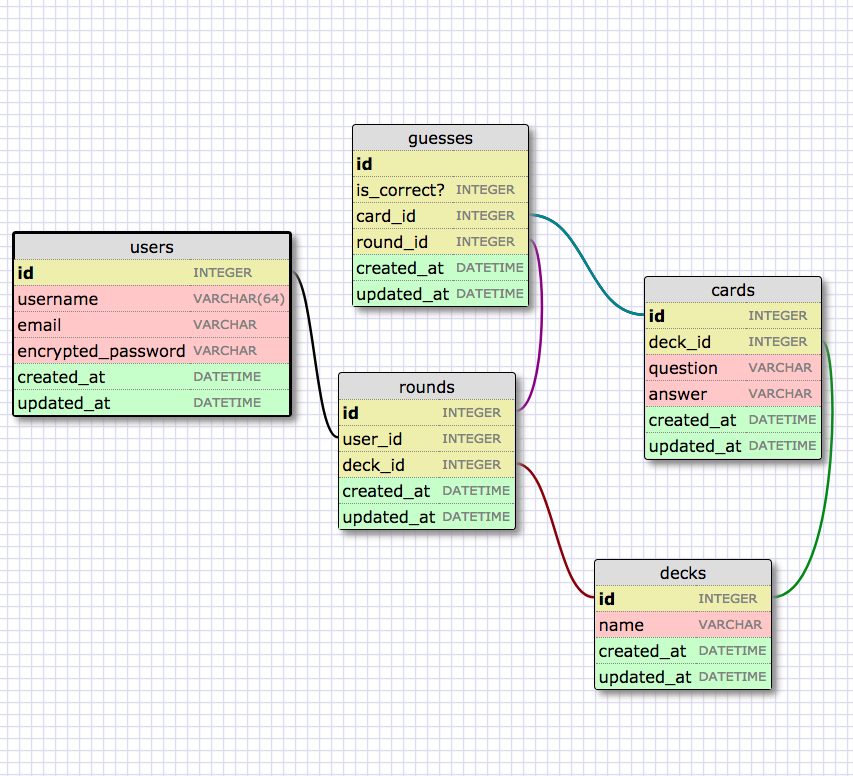 guesses
id
is_correct? INTEGER
card_id INTEGER
round_id INTEGER
created_at DATETIME
updated_at DATETIME
users
id INTEGER
username VARCHAR(64)
email VARCHAR
encrypted_password VARCHAR
created_at DATETIME
updated_at DATETIME
cards
id INTEGER
deck_id INTEGER
question VARCHAR
answer VARCHAR
created_at DATETIME
updated_at DATETIME
rounds
id INTEGER
user_id INTEGER
deck_id INTEGER
created_at DATETIME
updated_at DATETIME
decks
id INTEGER
name VARCHAR
created_at DATETIME
updated_at DATETIME